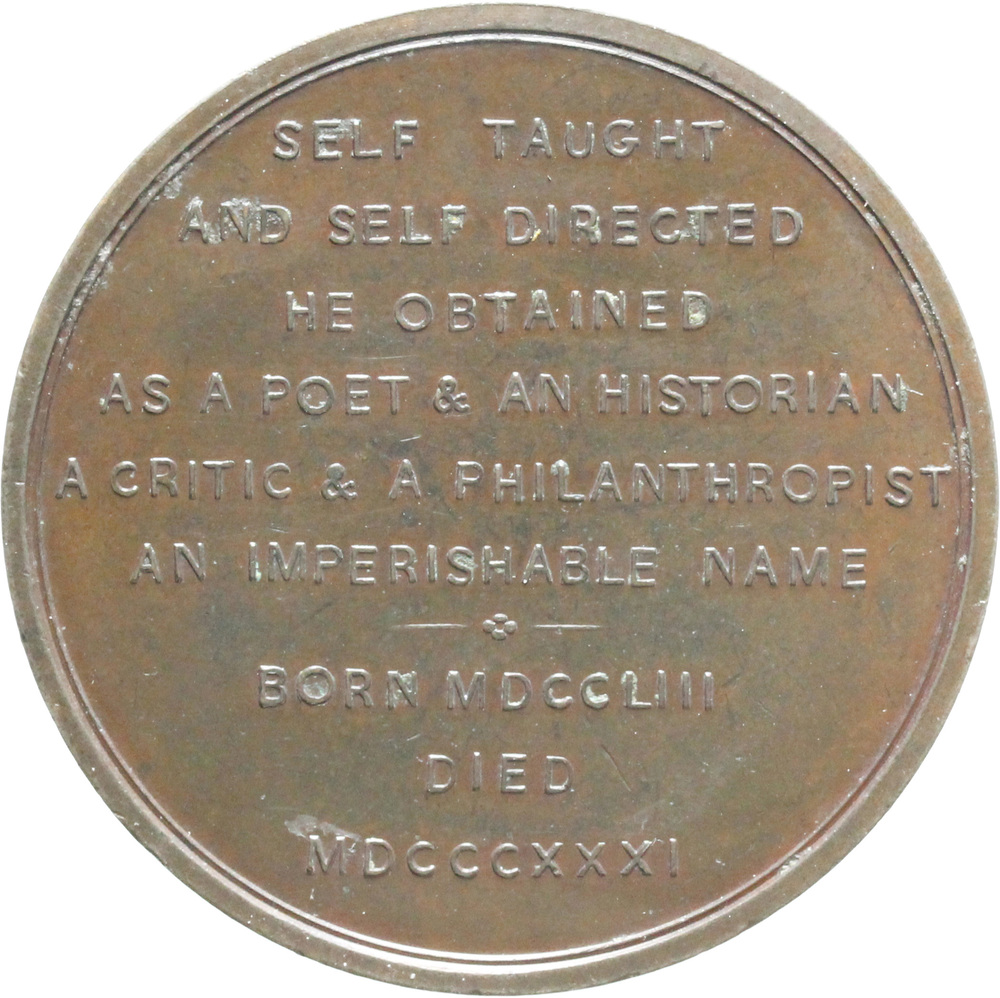 SELF TAUGHT
AND SELF DIRECTED
HE OBTAINED
AS A POET & AN HISTORIAN
A CRITIC & A PHILANTHROPIST
AN IMPERISHABLE NAME
BORN MDCCLIII
DIED
MDCCCXXXI